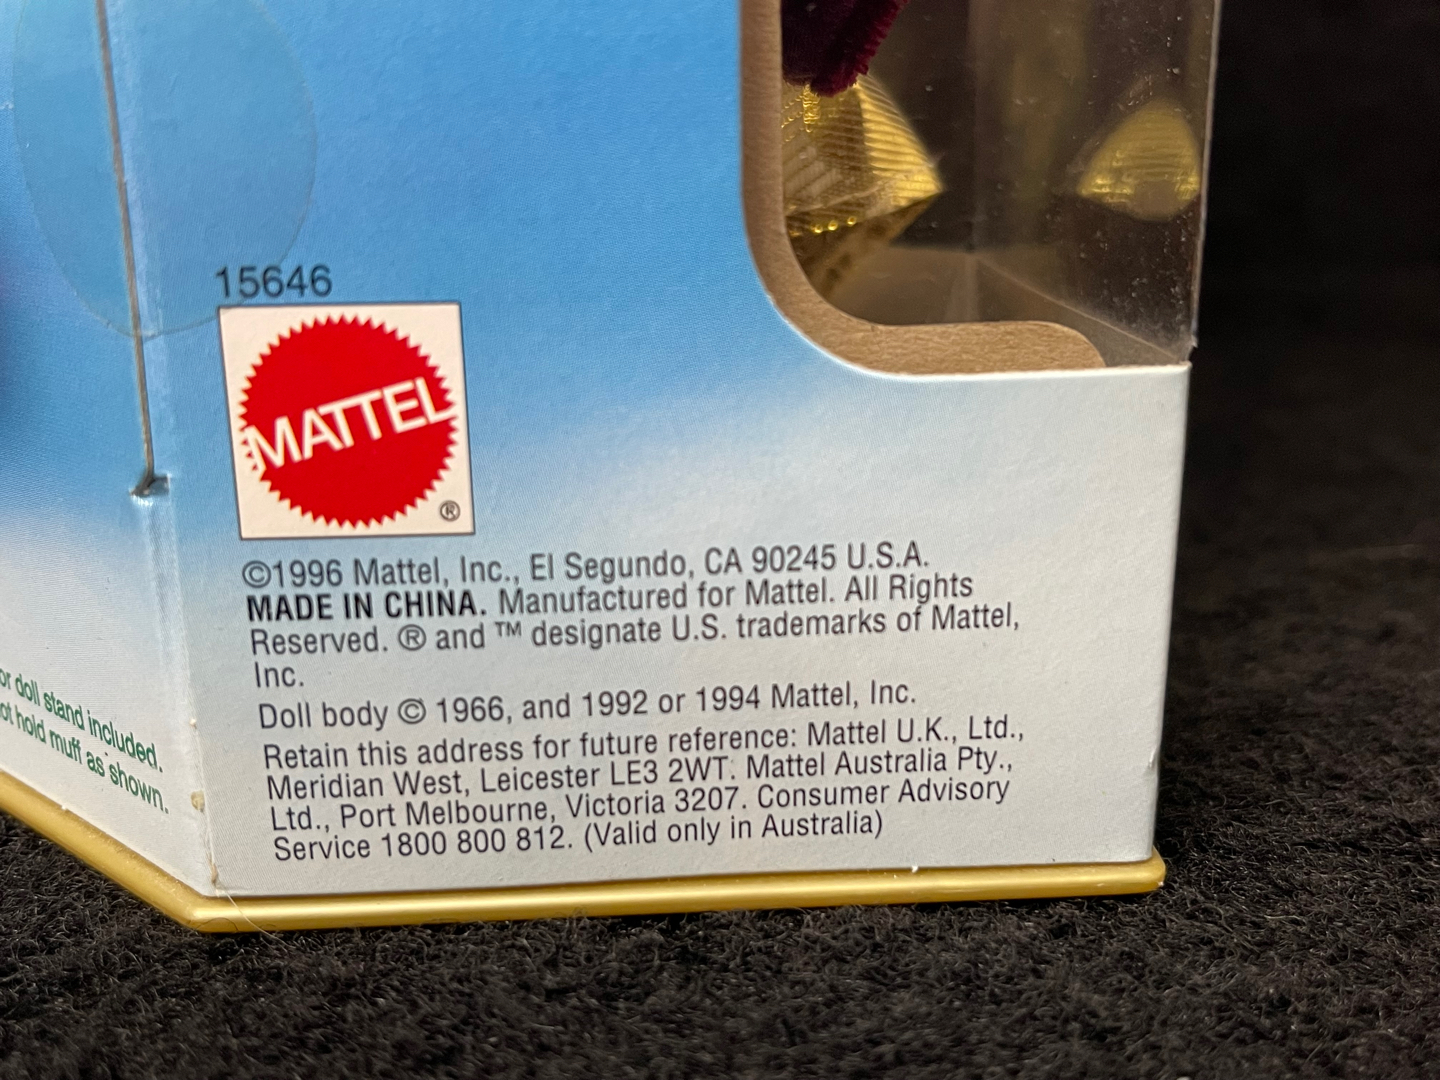 15646
MATTEL
®
©1996 Mattel, Inc., El Segundo, CA 90245 U.S.A.
MADE IN CHINA. Manufactured for Mattel. All Rights
Reserved. ® and ™ designate U.S. trademarks of Mattel,
Inc.
Doll body © 1966, and 1992 or 1994 Mattel, Inc.
Retain this address for future reference: Mattel U.K., Ltd.,
Meridian West, Leicester LE3 2WT. Mattel Australia Pty.,
Ltd., Port Melbourne, Victoria 3207. Consumer Advisory
Service 1800 800 812. (Valid only in Australia)
doll stand included.
hold muff as shown.